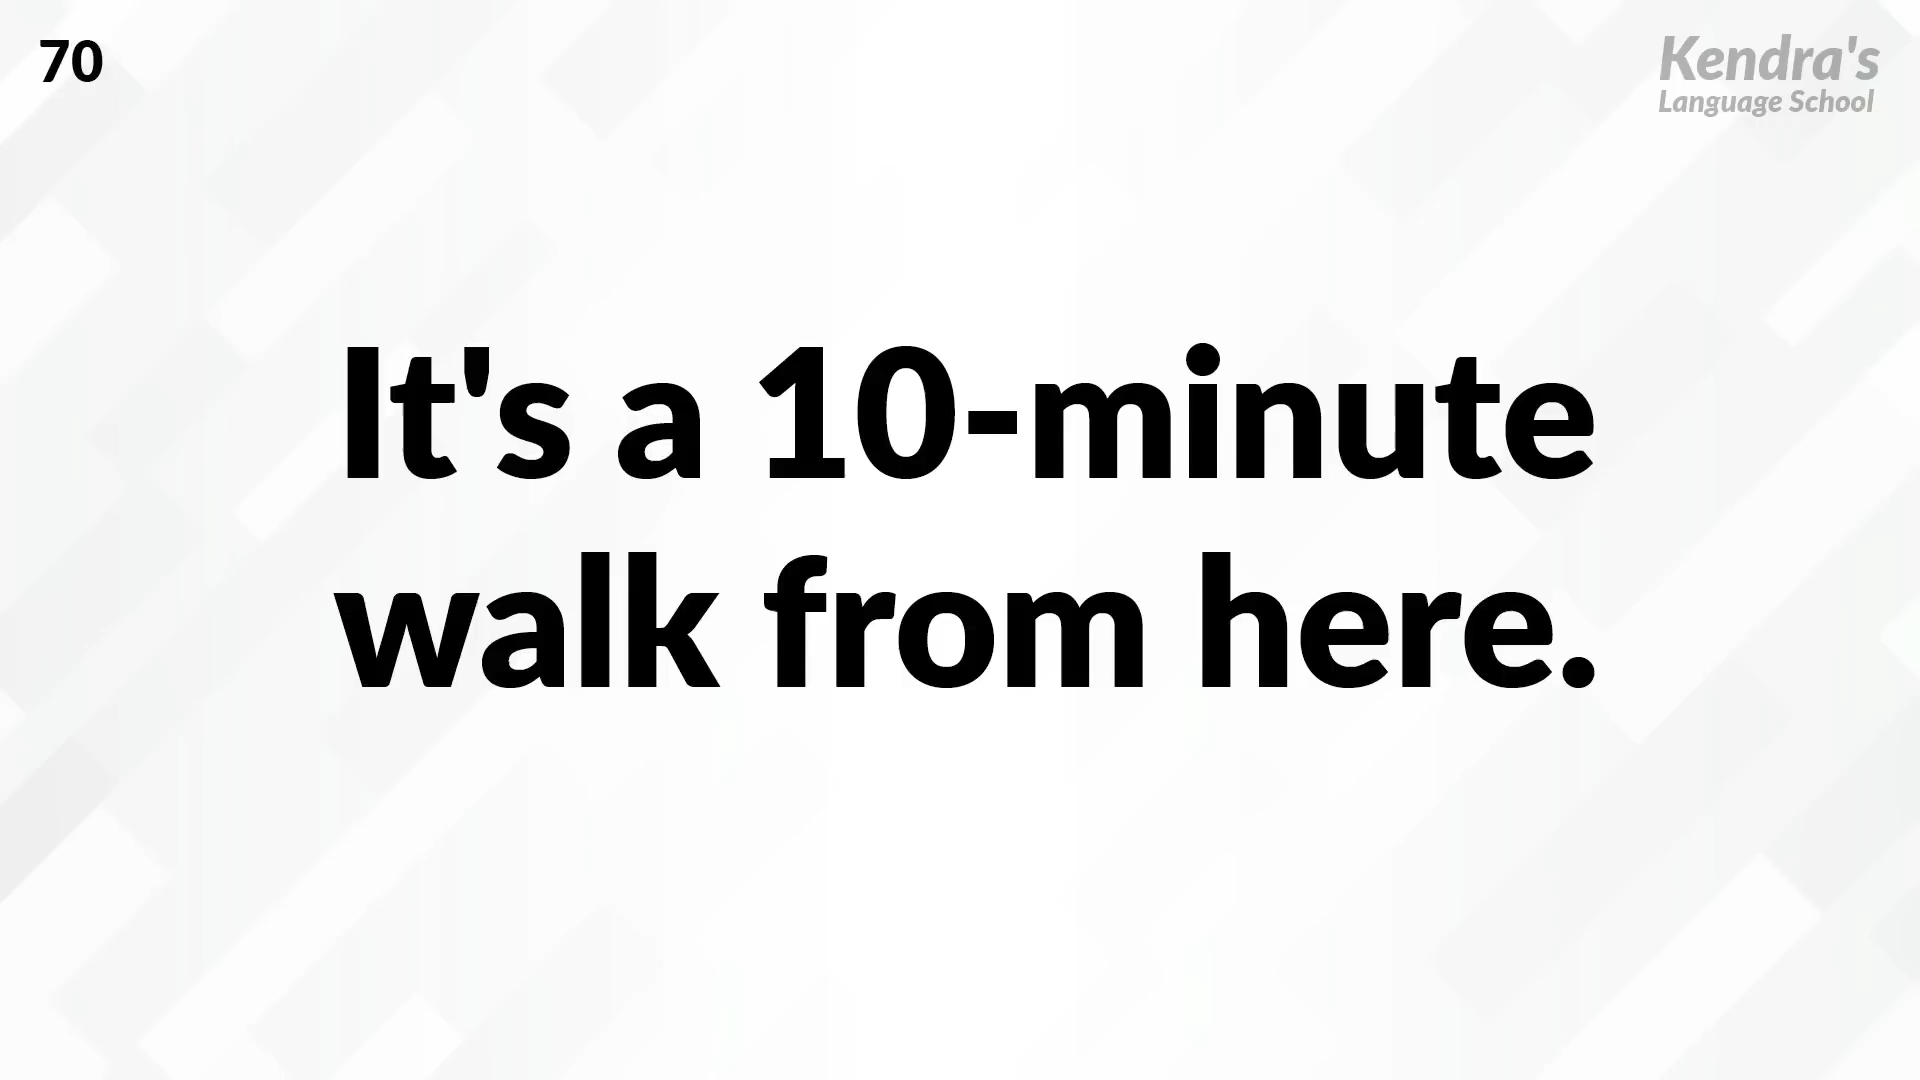 70
Kendra's
Language School
It's a 10-minute
walk from here.